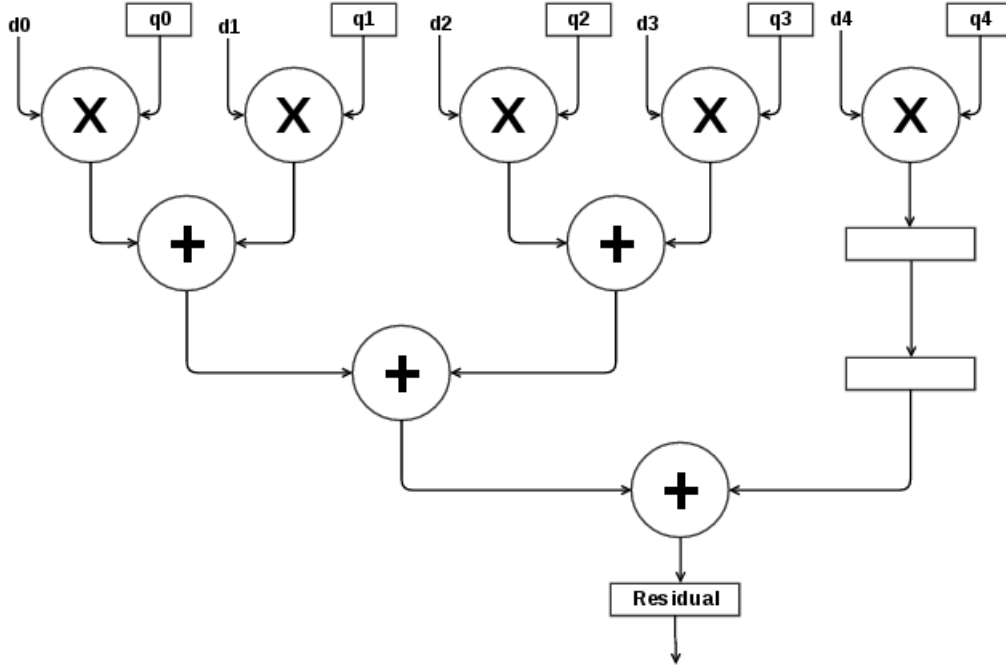 d0
q0
d1
q1
d2
q2
d3
q3
d4
q4
X
X
X
X
X
+
+
+
+
Residual